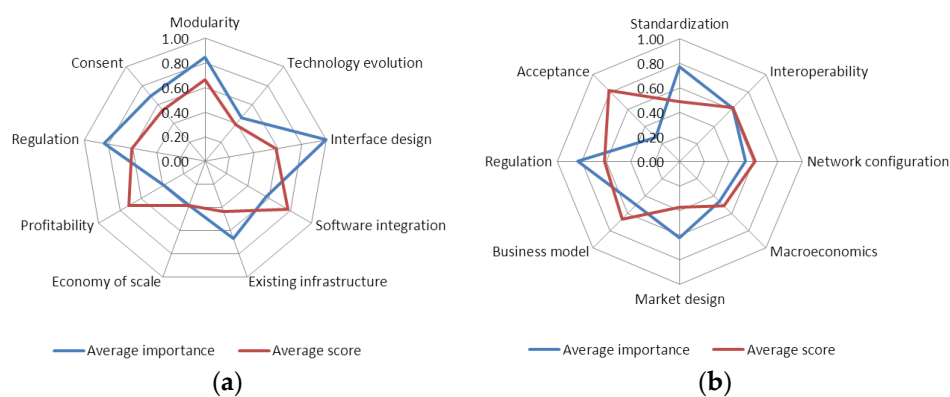 Modularity
1.00
Consent
0.80
Technology evolution
0.60
0.40
Regulation
0.20
Interface design
0.00
Profitability
Software integration
Economy of scale
Existing infrastructure
Average importance
Average score
(a)
Standardization
1.00
Acceptance
0.80
Interoperability
0.60
0.40
0.20
Regulation
0.00
Network configuration
Business model
Macroeconomics
Market design
Average importance
Average score
(b)